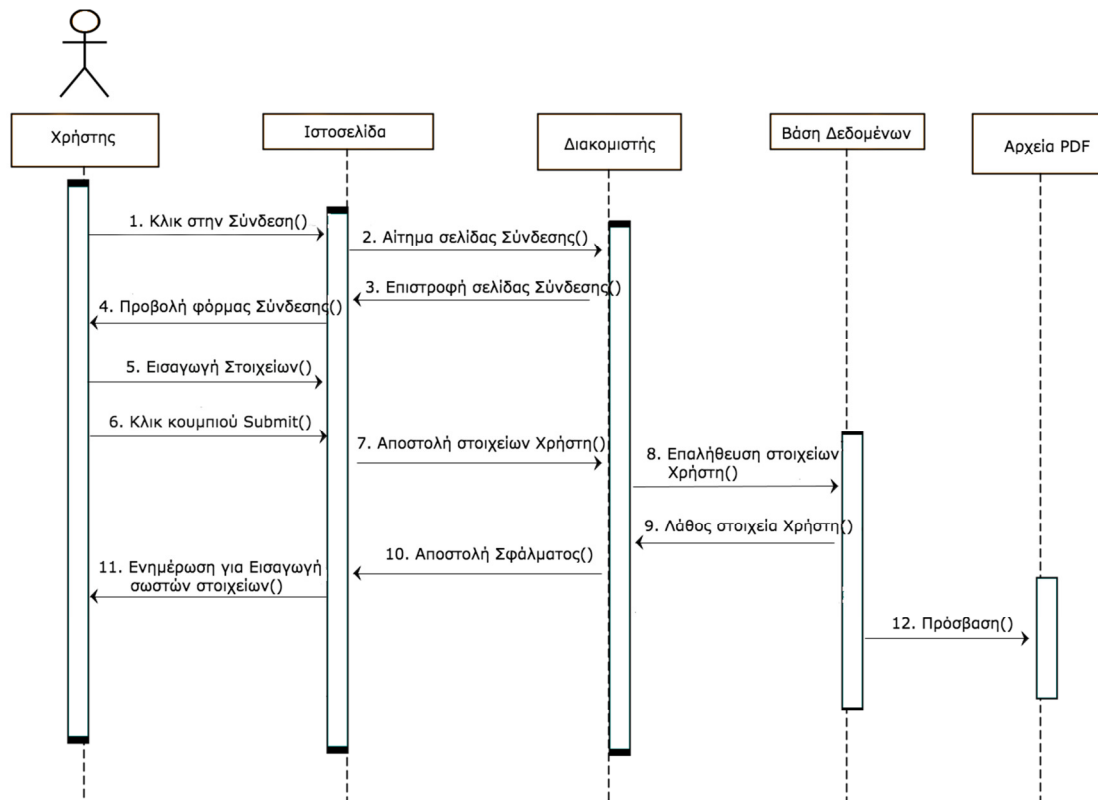 Χρήστης
Ιστοσελίδα
Διακομιστής
Βάση Δεδομένων
Αρχεία PDF
1. Κλικ στην Σύνδεση()
2. Αίτημα σελίδας Σύνδεσης()
3. Επιστροφή σελίδας Σύνδεσης()
4. Προβολή φόρμας Σύνδεσης()
5. Εισαγωγή Στοιχείων()
6. Κλικ κουμπιού Submit()
7. Αποστολή στοιχείων Χρήστη()
8. Επαλήθευση στοιχείων
Χρήστη()
9. Λάθος στοιχεία Χρήστη()
10. Αποστολή Σφάλματος()
11. Ενημέρωση για Εισαγωγή
σωστών στοιχείων()
12. Πρόσβαση()